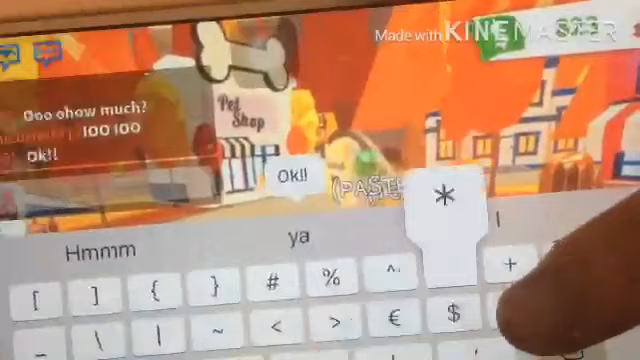 Made with KINEMASTER
Ooo ohow much?
100 100
Ok!!
Pet
Shop
Ok!!
*
Hmmm ya I
[ ] { } # % ^ +
_ \ | ~ < > € $